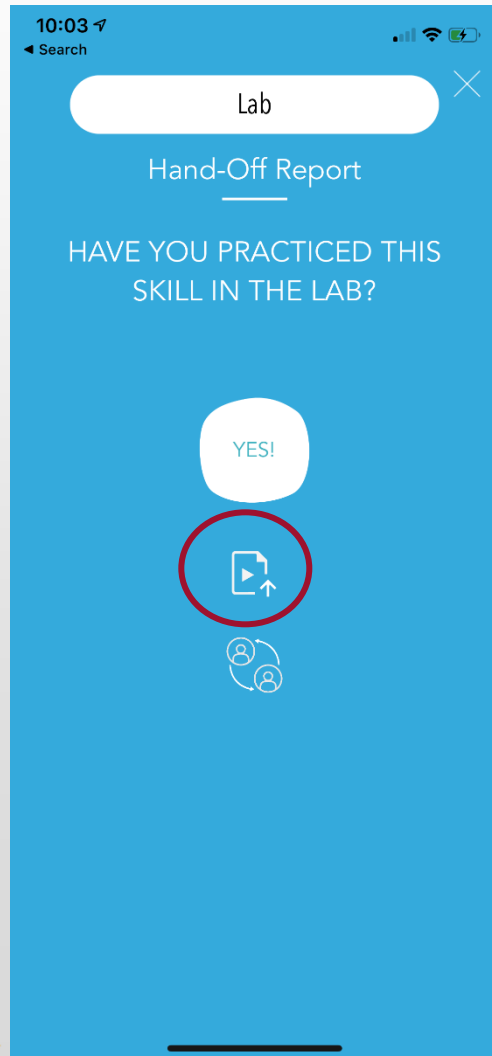 10:03
◀ Search
Lab
Hand-Off Report
HAVE YOU PRACTICED THIS
SKILL IN THE LAB?
YES!